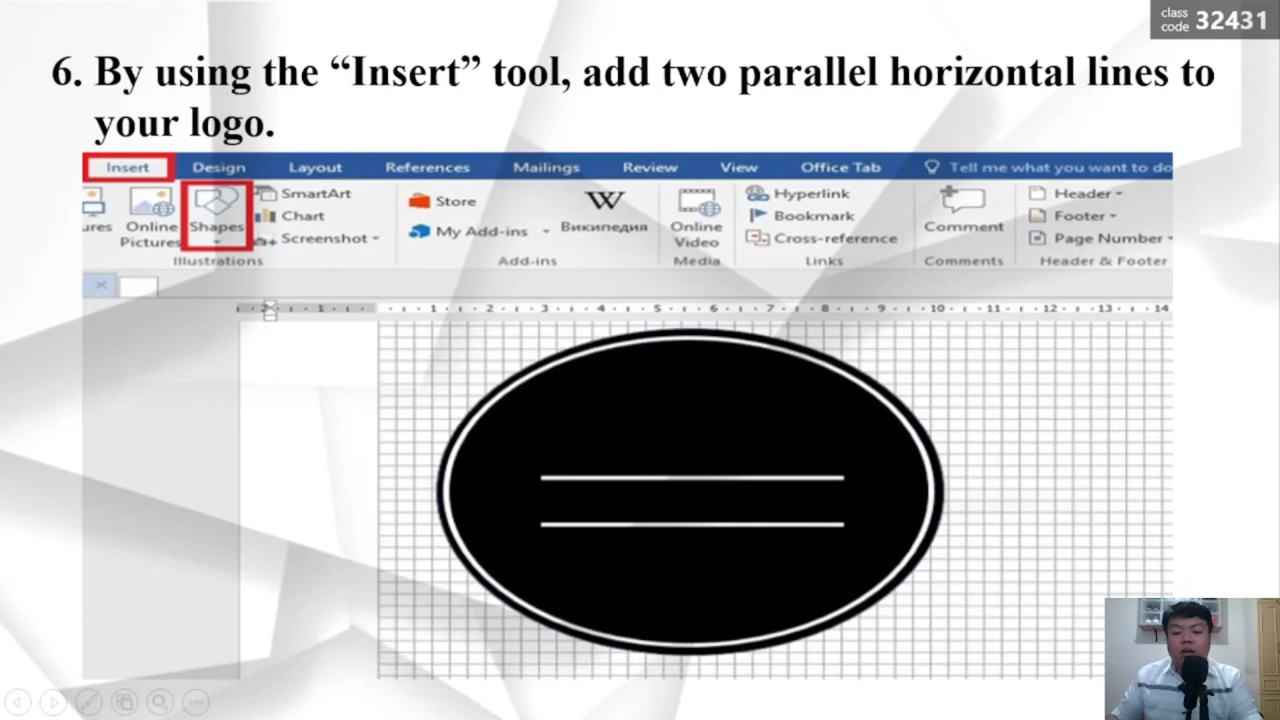 class
code 32431
6. By using the “Insert” tool, add two parallel horizontal lines to
your logo.
Insert Design Layout References Mailings Review View Office Tab Tell me what you want to do
ures Online Pictures Shapes SmartArt Chart Screenshot Store My Add-ins Википедия Online Video Hyperlink Bookmark Cross-reference Comment Header Footer Page Number
Illustrations Add-ins Media Links Comments Header & Footer
2 1 1 2 3 4 5 6 7 8 9 10 11 12 13 14